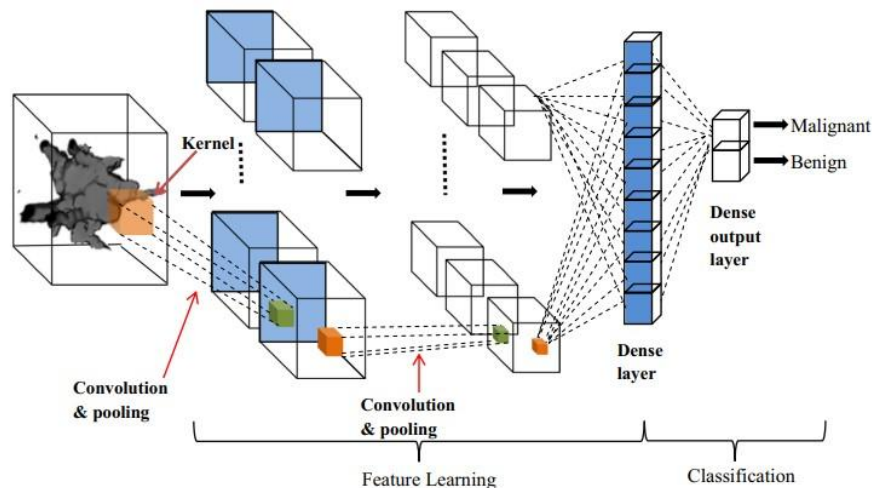 Kernel
Malignant
Benign
Dense
output
layer
Dense
layer
Convolution
& pooling
Convolution
& pooling
Feature Learning
Classification